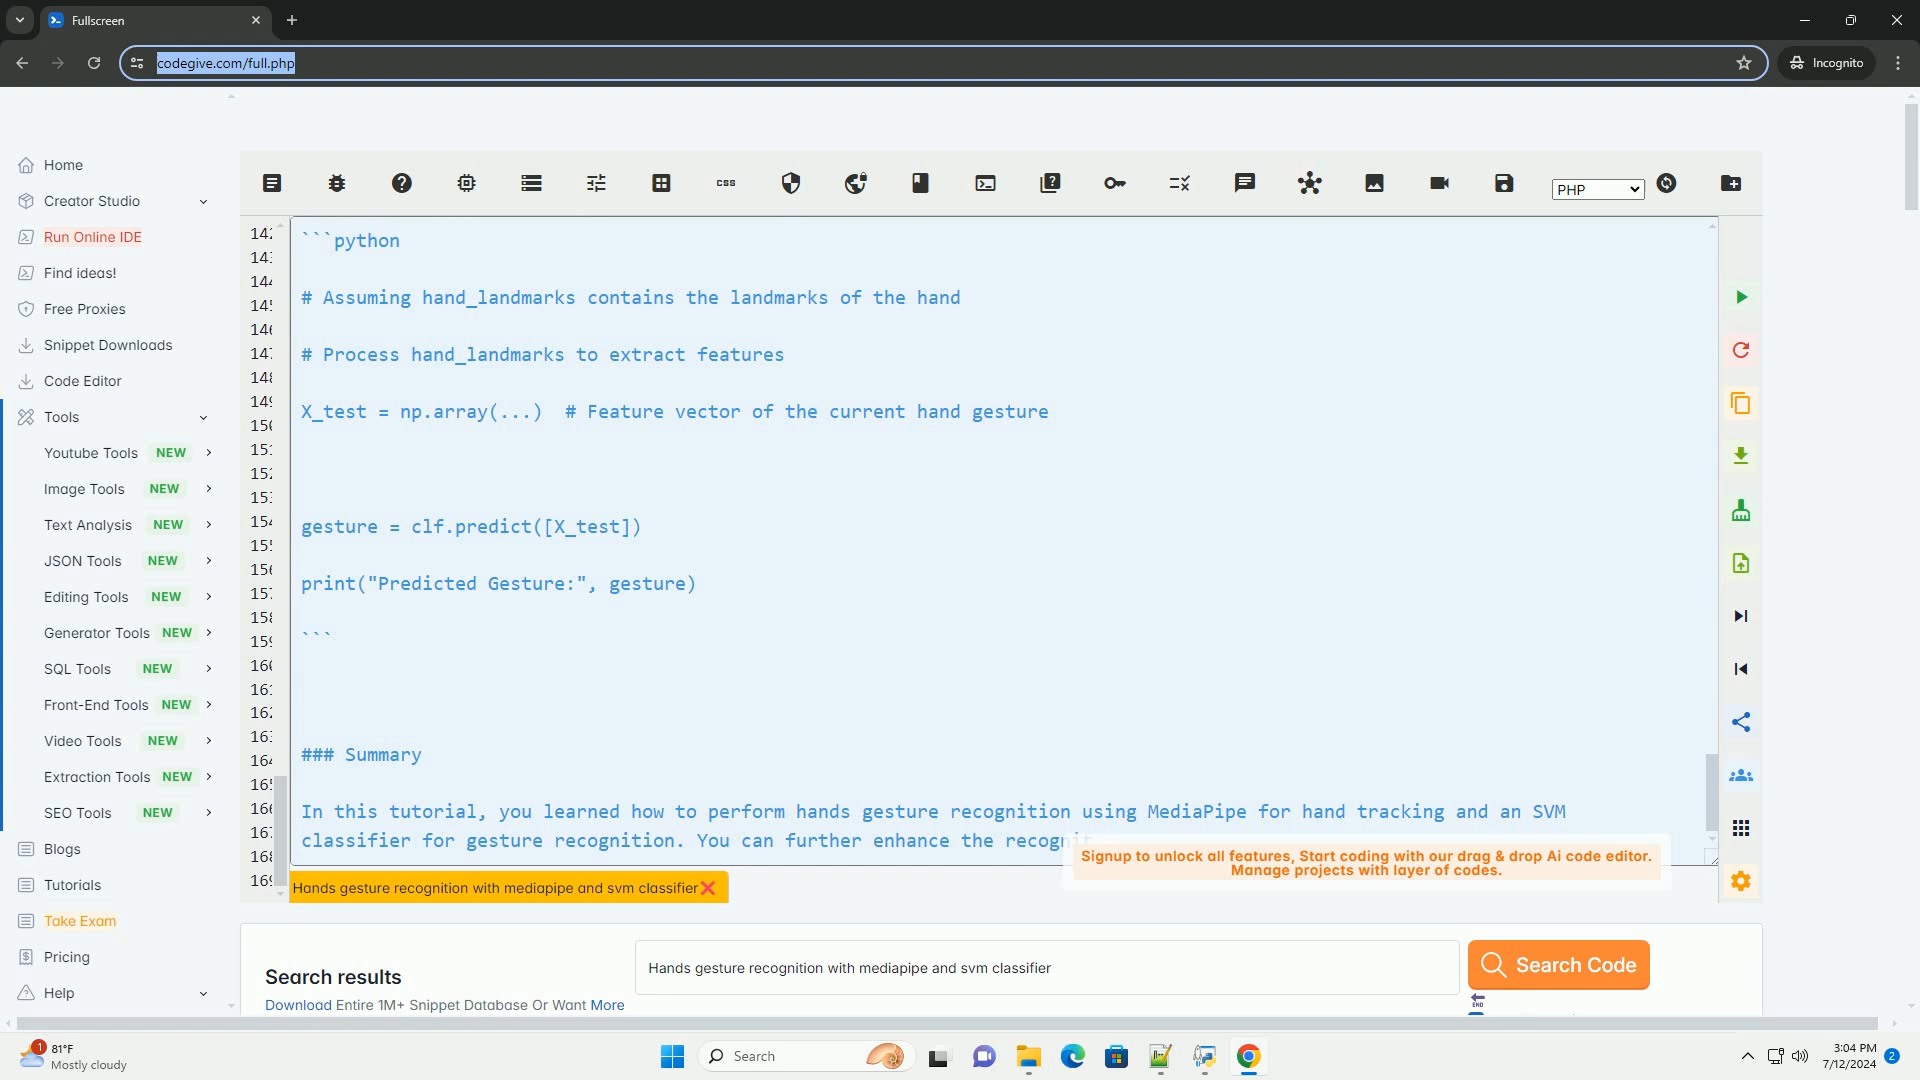 Fullscreen
codegive.com/full.php
Incognito
Home
Creator Studio
Run Online IDE
Find ideas!
Free Proxies
Snippet Downloads
Code Editor
Tools
Youtube Tools NEW
Image Tools NEW
Text Analysis NEW
JSON Tools NEW
Editing Tools NEW
Generator Tools NEW
SQL Tools NEW
Front-End Tools NEW
Video Tools NEW
Extraction Tools NEW
SEO Tools NEW
Blogs
Tutorials
Take Exam
Pricing
Help
css
PHP
```python
# Assuming hand_landmarks contains the landmarks of the hand
# Process hand_landmarks to extract features
X_test = np.array(...)  # Feature vector of the current hand gesture
gesture = clf.predict([X_test])
print("Predicted Gesture:", gesture)
```
### Summary
In this tutorial, you learned how to perform hands gesture recognition using MediaPipe for hand tracking and an SVM
classifier for gesture recognition. You can further enhance the recognit
Signup to unlock all features, Start coding with our drag & drop Ai code editor.
Manage projects with layer of codes.
Hands gesture recognition with mediapipe and svm classifier
Search results
Download Entire 1M+ Snippet Database Or Want More
Hands gesture recognition with mediapipe and svm classifier
Search Code
END
1
81°F
Mostly cloudy
Search
3:04 PM
7/12/2024
2